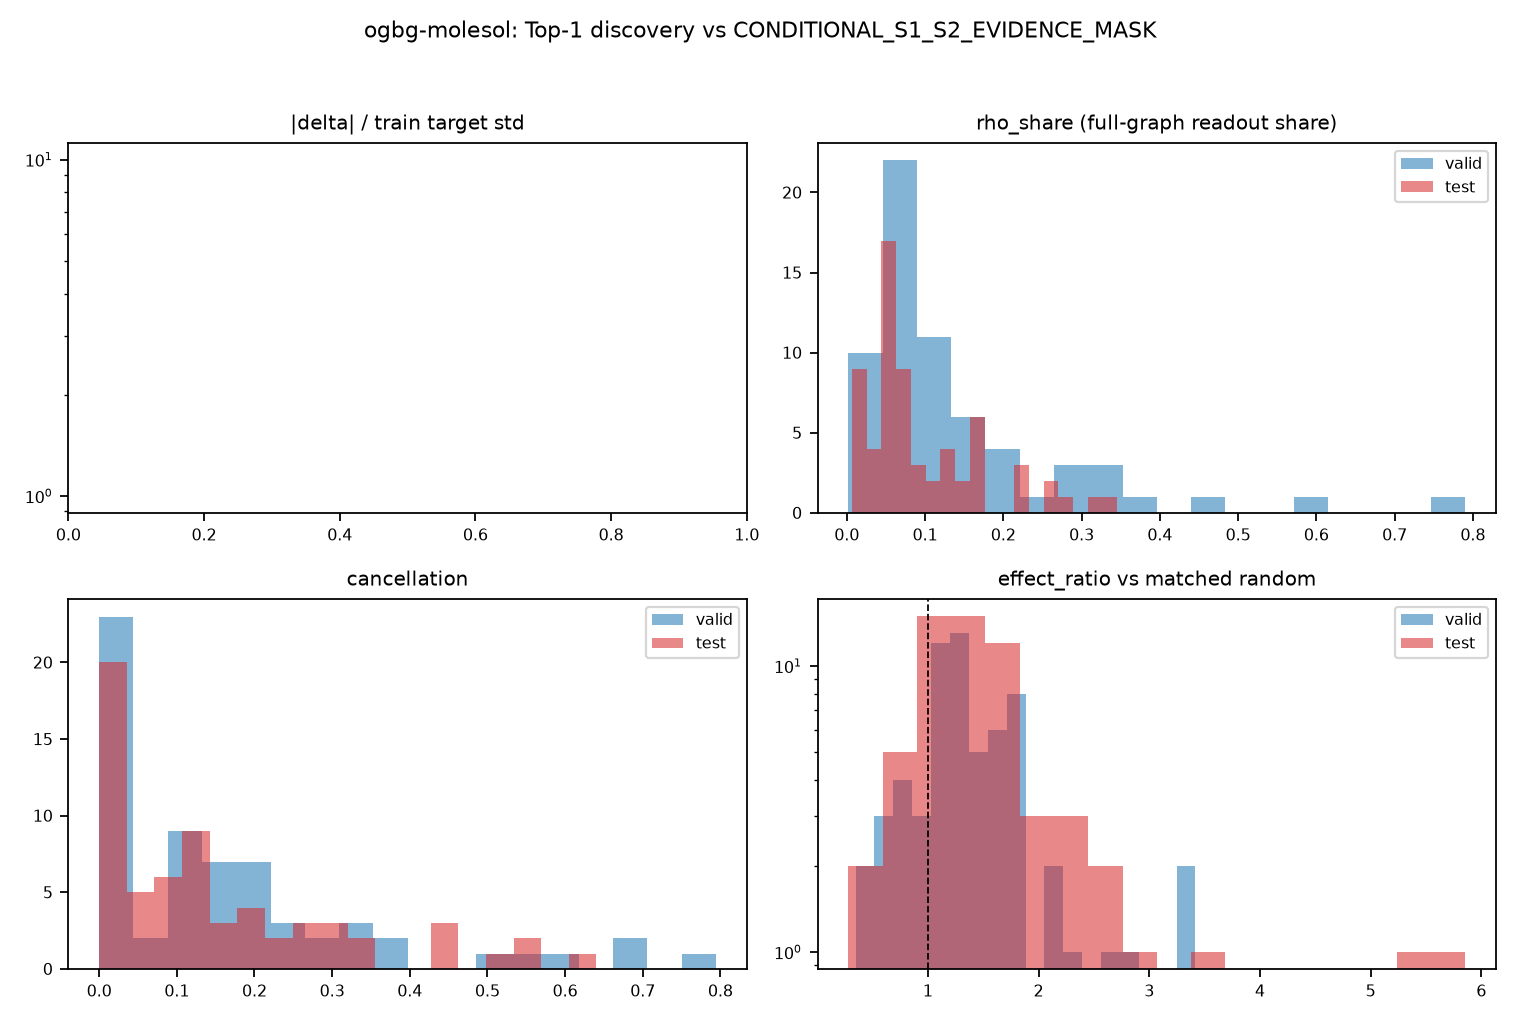 ogbg-molesol: Top-1 discovery vs CONDITIONAL_S1_S2_EVIDENCE_MASK
|delta| / train target std
10¹
10⁰
0.0 0.2 0.4 0.6 0.8 1.0
rho_share (full-graph readout share)
valid
test
20
15
10
5
0
0.0 0.1 0.2 0.3 0.4 0.5 0.6 0.7 0.8
cancellation
valid
test
20
15
10
5
0
0.0 0.1 0.2 0.3 0.4 0.5 0.6 0.7 0.8
effect_ratio vs matched random
valid
test
10¹
10⁰
1 2 3 4 5 6